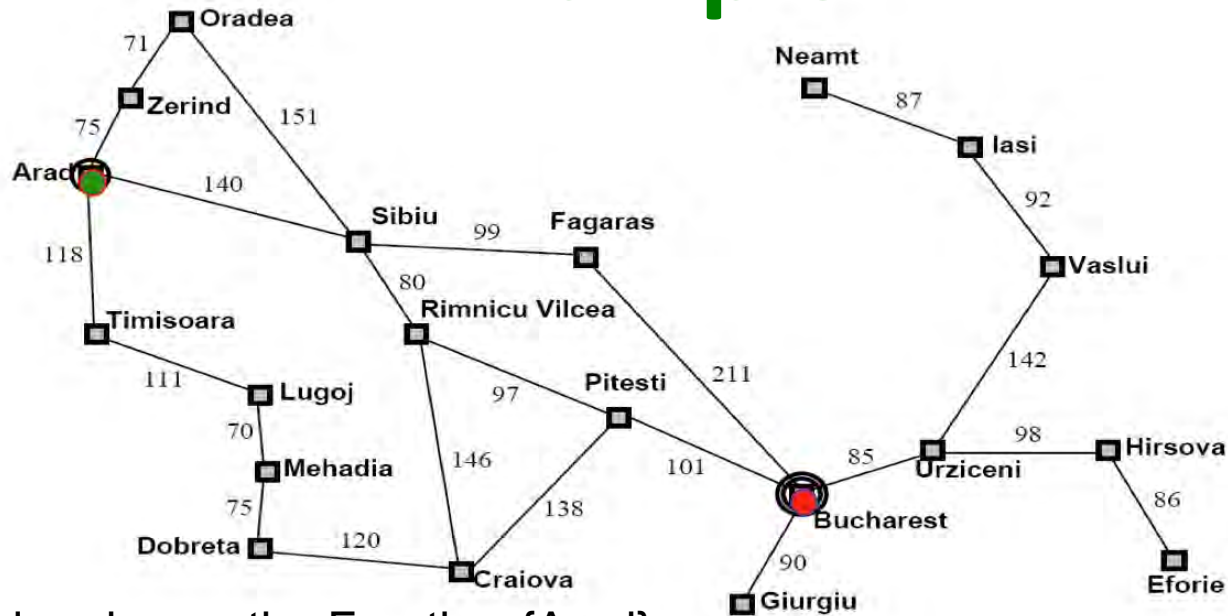 Oradea
71
Neamt
Zerind
87
151
75
Iasi
Arad
140
92
Sibiu
Fagaras
99
118
Vaslui
80
Timisoara
Rimnicu Vilcea
142
211
111
Pitesti
Lugoj
97
70
98
Hirsova
85
146
101
Urziceni
Mehadia
86
75
138
Bucharest
Dobreta
120
90
Craiova
Eforie
Giurgiu